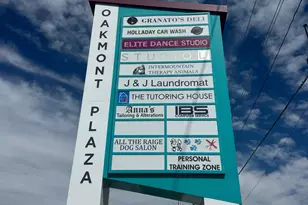 OAKMONT PLAZA
GRANATO'S DELI
HOLLADAY CAR WASH
ELITE DANCE STUDIO
INTERMOUNTAIN
THERAPY ANIMALS
J & J Laundromat
THE TUTORING HOUSE
Anna's
Tailoring & Alterations
IBS
ALL THE RAIGE
DOG SALON
PERSONAL
TRAINING ZONE